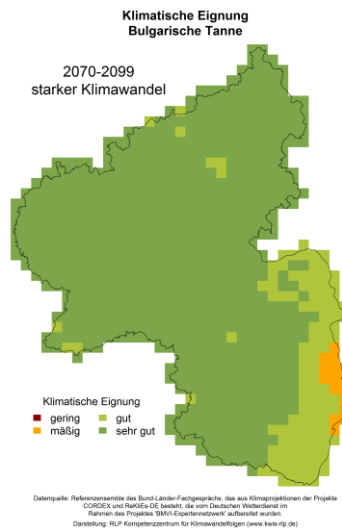 Klimatische Eignung
Bulgarische Tanne
2070-2099
starker Klimawandel
Klimatische Eignung
gering
gut
mäßig
sehr gut
Datenquelle: Referenzensemble des Bund-Länder-Fachgesprächs, das aus Klimaprojektionen der Projekte
CORDEX und ReKliEs-DE besteht, die vom Deutschen Wetterdienst im
Rahmen des Projektes 'BMVI-Expertennetzwerk' aufbereitet wurden.
Darstellung: RLP Kompetenzzentrum für Klimawandelfolgen (www.kwis-rlp.de)